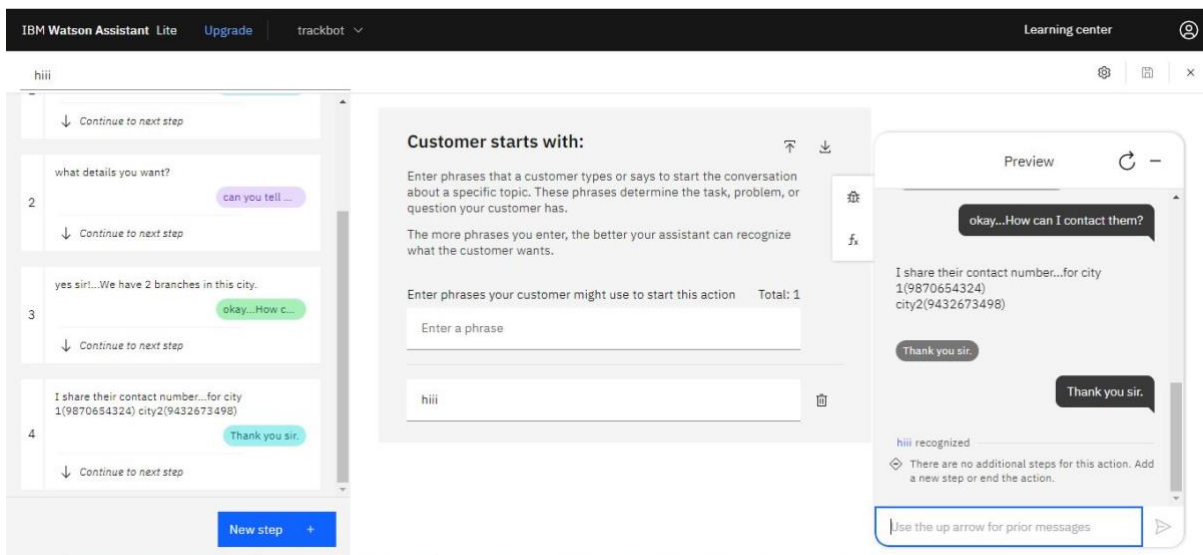 IBM Watson Assistant Lite Upgrade trackbot Learning center
hiii
Continue to next step
2
what details you want?
can you tell ...
Continue to next step
3
yes sir!...We have 2 branches in this city.
okay...How c...
Continue to next step
4
I share their contact number...for city
1(9870654324) city2(9432673498)
Thank you sir.
Continue to next step
New step +
Customer starts with:
Enter phrases that a customer types or says to start the conversation
about a specific topic. These phrases determine the task, problem, or
question your customer has.
The more phrases you enter, the better your assistant can recognize
what the customer wants.
Enter phrases your customer might use to start this action Total: 1
Enter a phrase
hiii
fx
Preview
okay...How can I contact them?
I share their contact number...for city
1(9870654324)
city2(9432673498)
Thank you sir.
Thank you sir.
hiii recognized
There are no additional steps for this action. Add
a new step or end the action.
Use the up arrow for prior messages